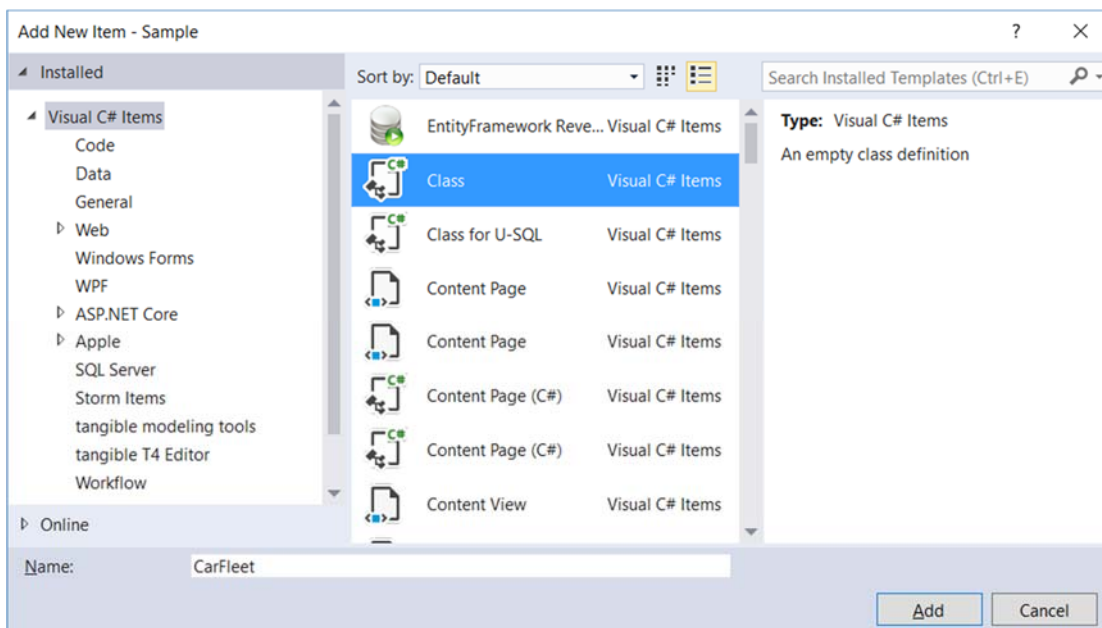 Add New Item - Sample
?
Installed
Sort by: Default
Search Installed Templates (Ctrl+E)
Visual C# Items
Code
Data
General
Web
Windows Forms
WPF
ASP.NET Core
Apple
SQL Server
Storm Items
tangible modeling tools
tangible T4 Editor
Workflow
Online
EntityFramework Reve... Visual C# Items
C# Class Visual C# Items
C# Class for U-SQL Visual C# Items
Content Page Visual C# Items
Content Page Visual C# Items
C# Content Page (C#) Visual C# Items
C# Content Page (C#) Visual C# Items
Content View Visual C# Items
Type: Visual C# Items
An empty class definition
Name: CarFleet
Add Cancel